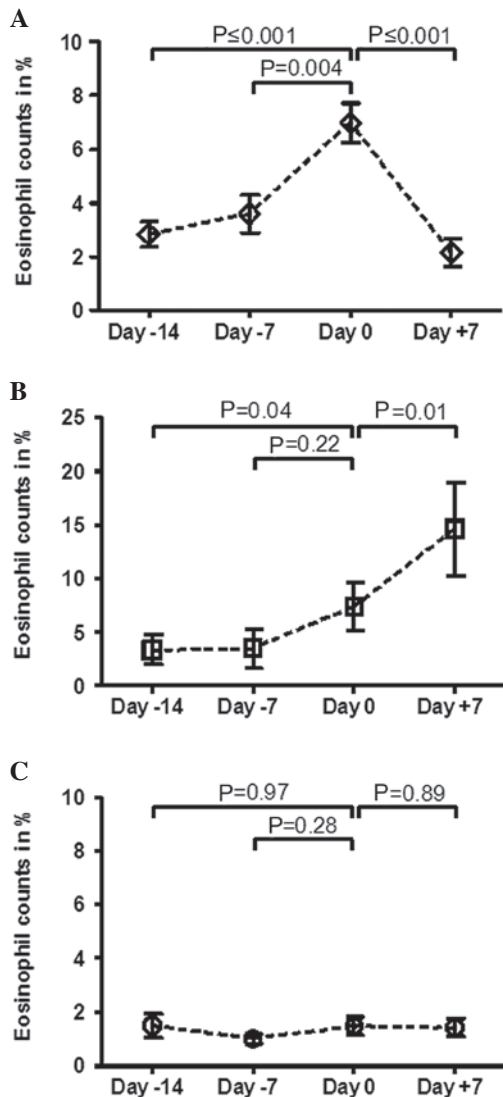 A
Eosinophil counts in %
10
8
6
4
2
0
P≤0.001
P≤0.001
P=0.004
Day -14 Day -7 Day 0 Day +7
B
Eosinophil counts in %
25
20
15
10
5
0
P=0.04
P=0.01
P=0.22
Day -14 Day -7 Day 0 Day +7
C
Eosinophil counts in %
10
8
6
4
2
0
P=0.97
P=0.89
P=0.28
Day -14 Day -7 Day 0 Day +7